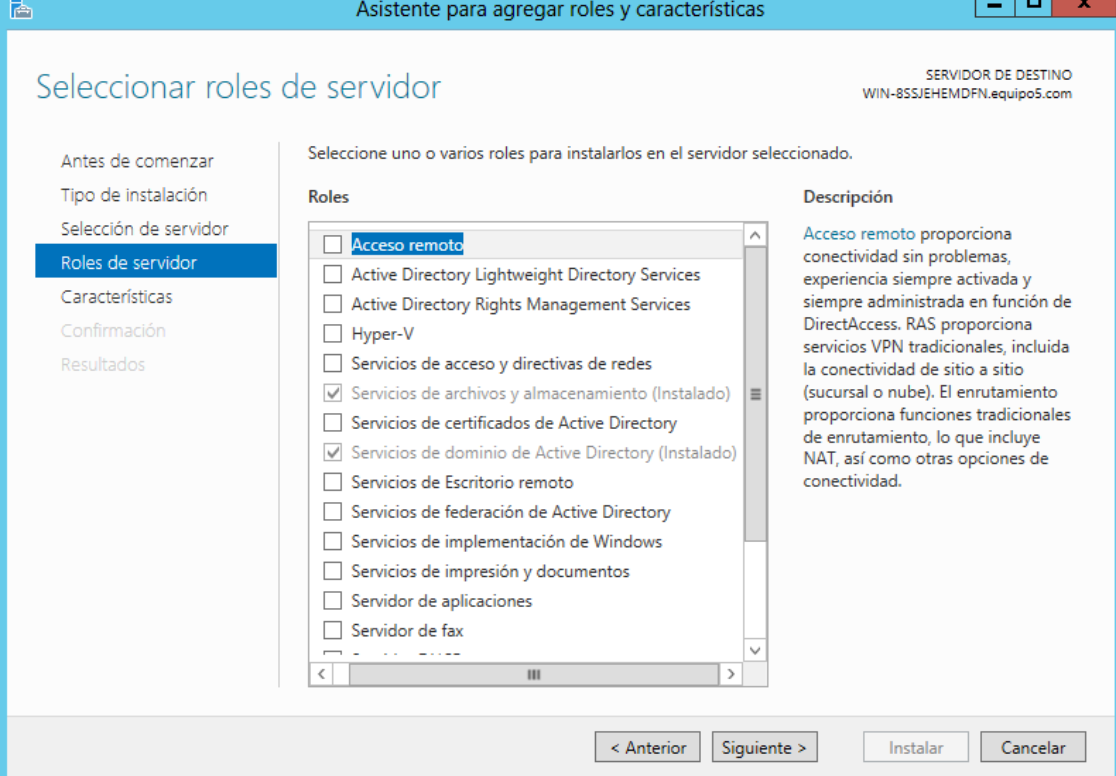 Asistente para agregar roles y características
Seleccionar roles de servidor
SERVIDOR DE DESTINO
WIN-8SSJEHEMDFN.equipo5.com
Antes de comenzar
Tipo de instalación
Selección de servidor
Roles de servidor
Características
Confirmación
Resultados
Seleccione uno o varios roles para instalarlos en el servidor seleccionado.
Roles
Acceso remoto
Active Directory Lightweight Directory Services
Active Directory Rights Management Services
Hyper-V
Servicios de acceso y directivas de redes
Servicios de archivos y almacenamiento (Instalado)
Servicios de certificados de Active Directory
Servicios de dominio de Active Directory (Instalado)
Servicios de Escritorio remoto
Servicios de federación de Active Directory
Servicios de implementación de Windows
Servicios de impresión y documentos
Servidor de aplicaciones
Servidor de fax
Descripción
Acceso remoto proporciona
conectividad sin problemas,
experiencia siempre activada y
siempre administrada en función de
DirectAccess. RAS proporciona
servicios VPN tradicionales, incluida
la conectividad de sitio a sitio
(sucursal o nube). El enrutamiento
proporciona funciones tradicionales
de enrutamiento, lo que incluye
NAT, así como otras opciones de
conectividad.
< Anterior
Siguiente >
Instalar
Cancelar